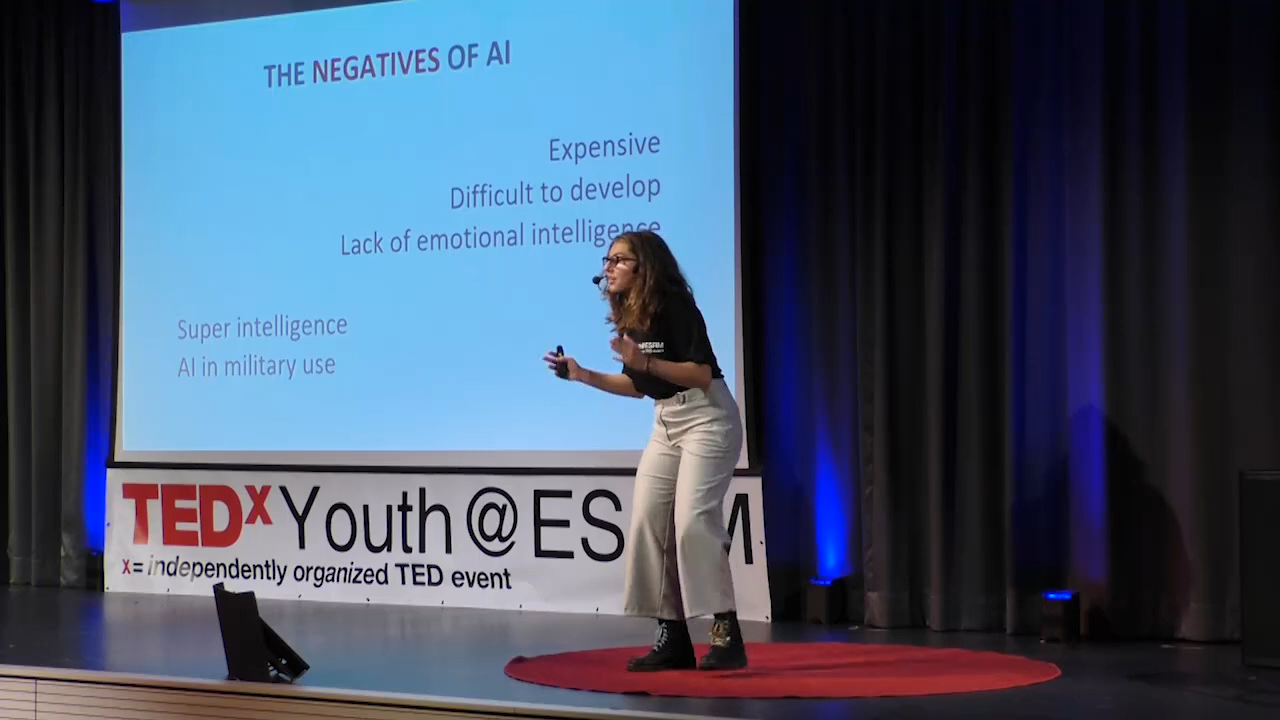 THE NEGATIVES OF AI
Expensive
Difficult to develop
Lack of emotional intelligence
Super intelligence
AI in military use
TEDx Youth@ES M
x=independently organized TED event